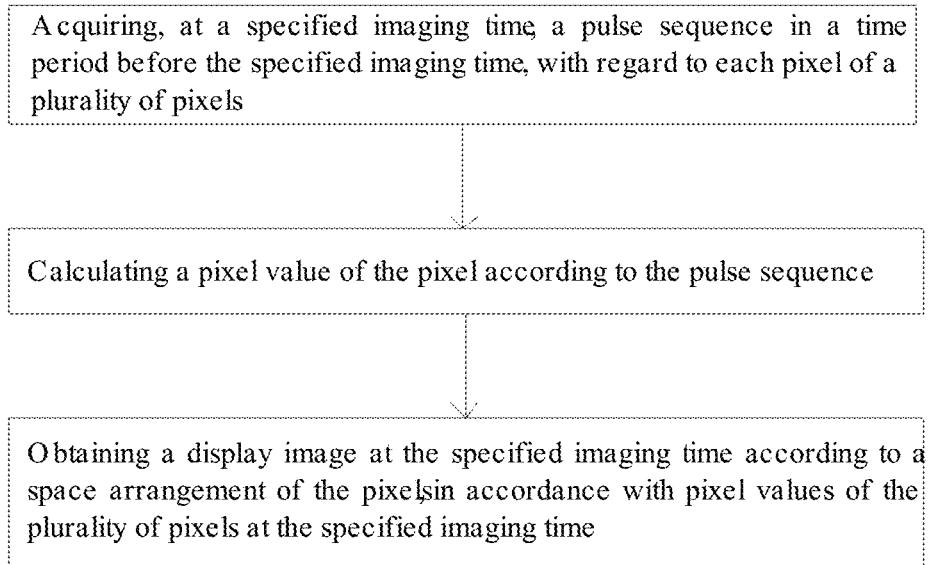 Acquiring, at a specified imaging time, a pulse sequence in a time
period before the specified imaging time, with regard to each pixel of a
plurality of pixels
Calculating a pixel value of the pixel according to the pulse sequence
Obtaining a display image at the specified imaging time according to a
space arrangement of the pixels,in accordance with pixel values of the
plurality of pixels at the specified imaging time